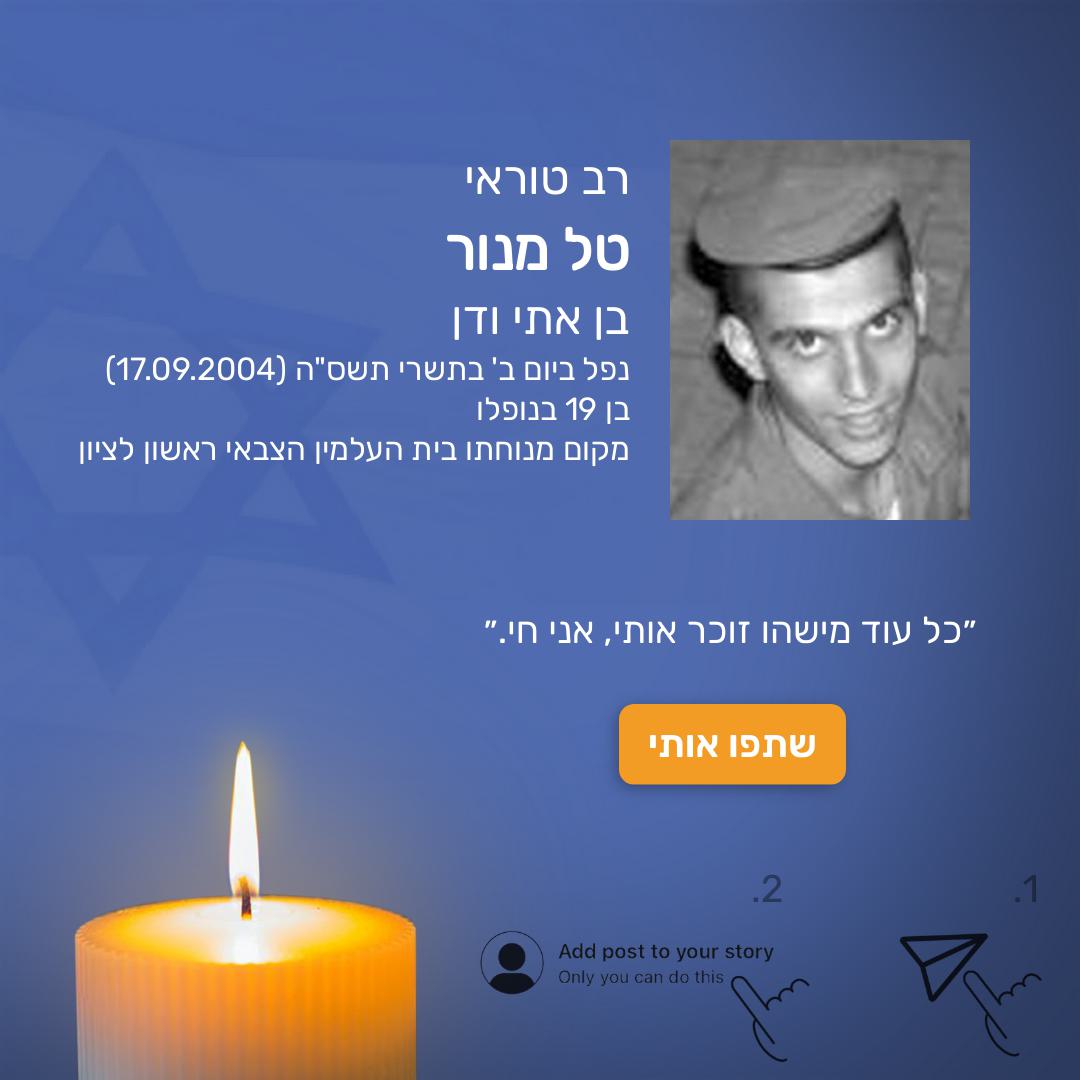 רב טוראי
טל מנור
בן אתי ודן
נפל ביום ב' בתשרי תשס"ה (17.09.2004)
בן 19 בנופלו
מקום מנוחתו בית העלמין הצבאי ראשון לציון
״כל עוד מישהו זוכר אותי, אני חי.״
שתפו אותי
1.
2.
Add post to your story
Only you can do this